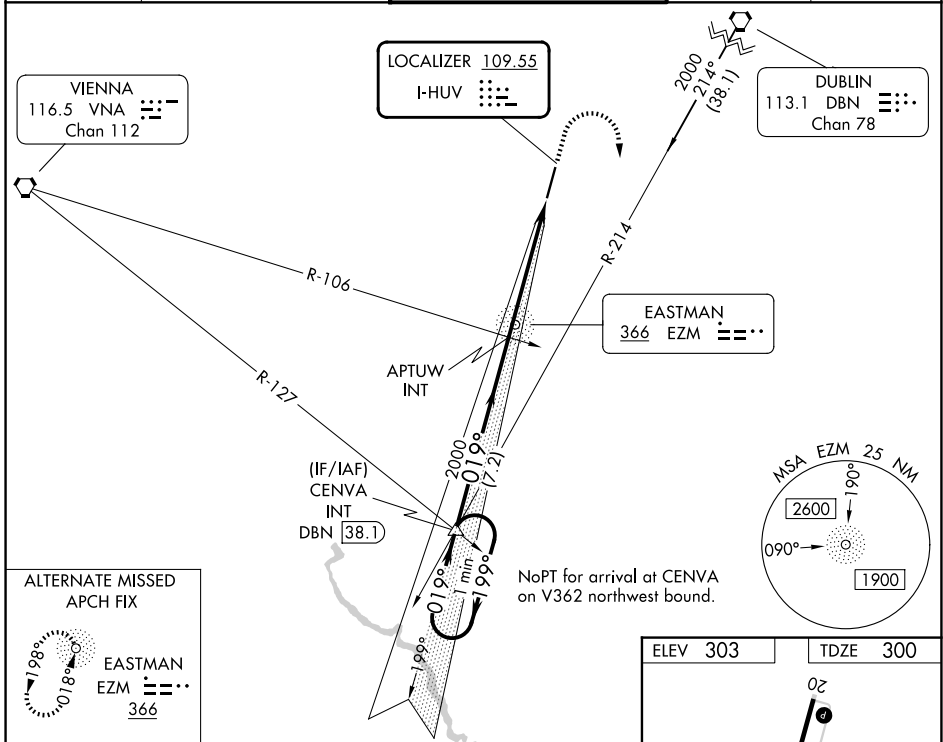 LOCALIZER 109.55
I-HUV
VIENNA
116.5 VNA
Chan 112
DUBLIN
113.1 DBN
Chan 78
2000
214°
(38.1)
R-214
R-106
EASTMAN
366 EZM
APTUW
INT
R-127
2000
019°
(7.2)
(IF/IAF)
CENVA
INT
DBN 38.1
019°
1 min
199°
199°
NoPT for arrival at CENVA
on V362 northwest bound.
MSA EZM 25 NM
190°
2600
090°
1900
ALTERNATE MISSED
APCH FIX
198°
018°
EASTMAN
EZM
366
ELEV 303
TDZE 300
20
P